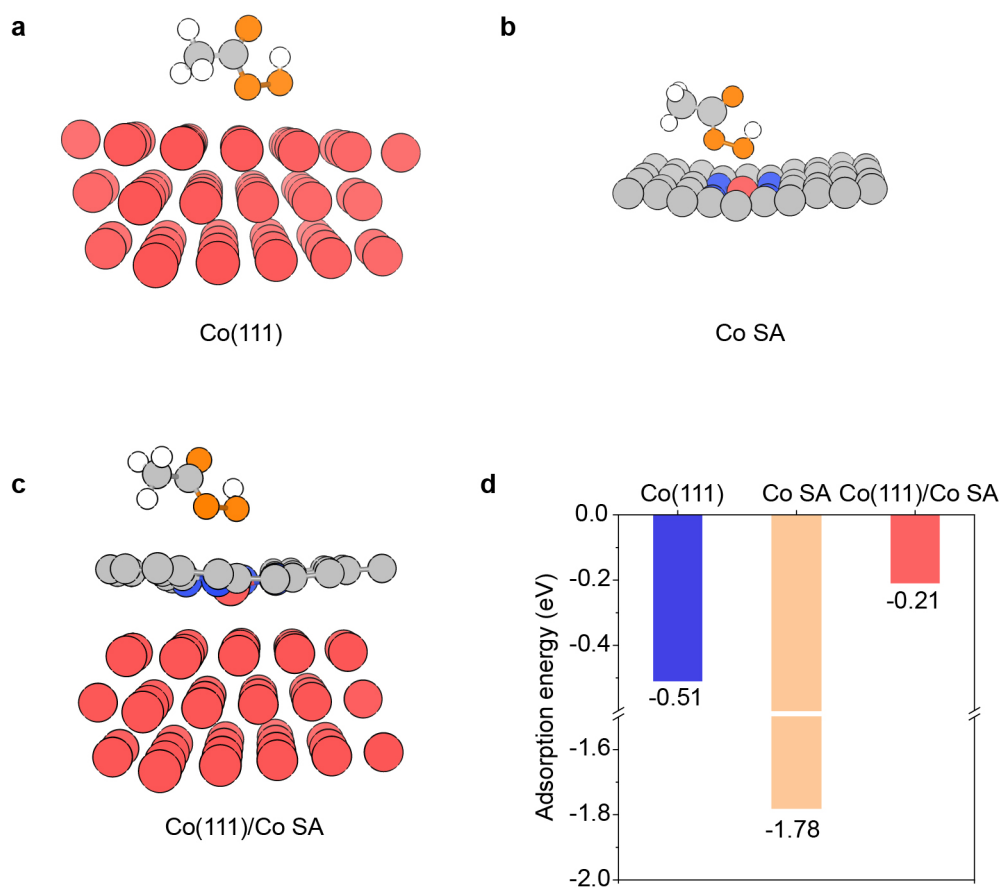 a
b
Co(111)
Co SA
c
d
Co(111)
Co SA
Co(111)/Co SA
Adsorption energy (eV)
0.0
-0.2
-0.4
-1.6
-1.8
-2.0
-0.51
-1.78
-0.21
Co(111)/Co SA